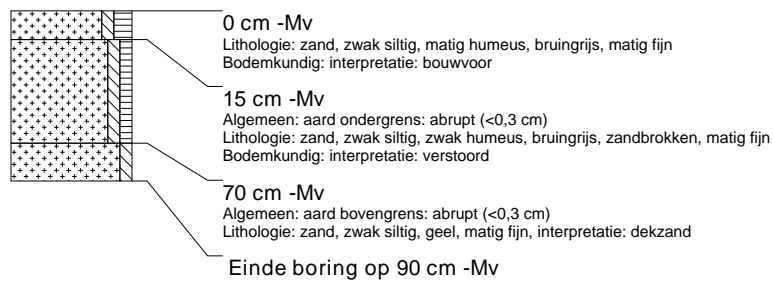 0 cm -Mv
Lithologie: zand, zwak siltig, matig humeus, bruingrijs, matig fijn
Bodemkundig: interpretatie: bouwvoor
15 cm -Mv
Algemeen: aard ondergrens: abrupt (<0,3 cm)
Lithologie: zand, zwak siltig, zwak humeus, bruingrijs, zandbrokken, matig fijn
Bodemkundig: interpretatie: verstoord
70 cm -Mv
Algemeen: aard bovengrens: abrupt (<0,3 cm)
Lithologie: zand, zwak siltig, geel, matig fijn, interpretatie: dekzand
Einde boring op 90 cm -Mv